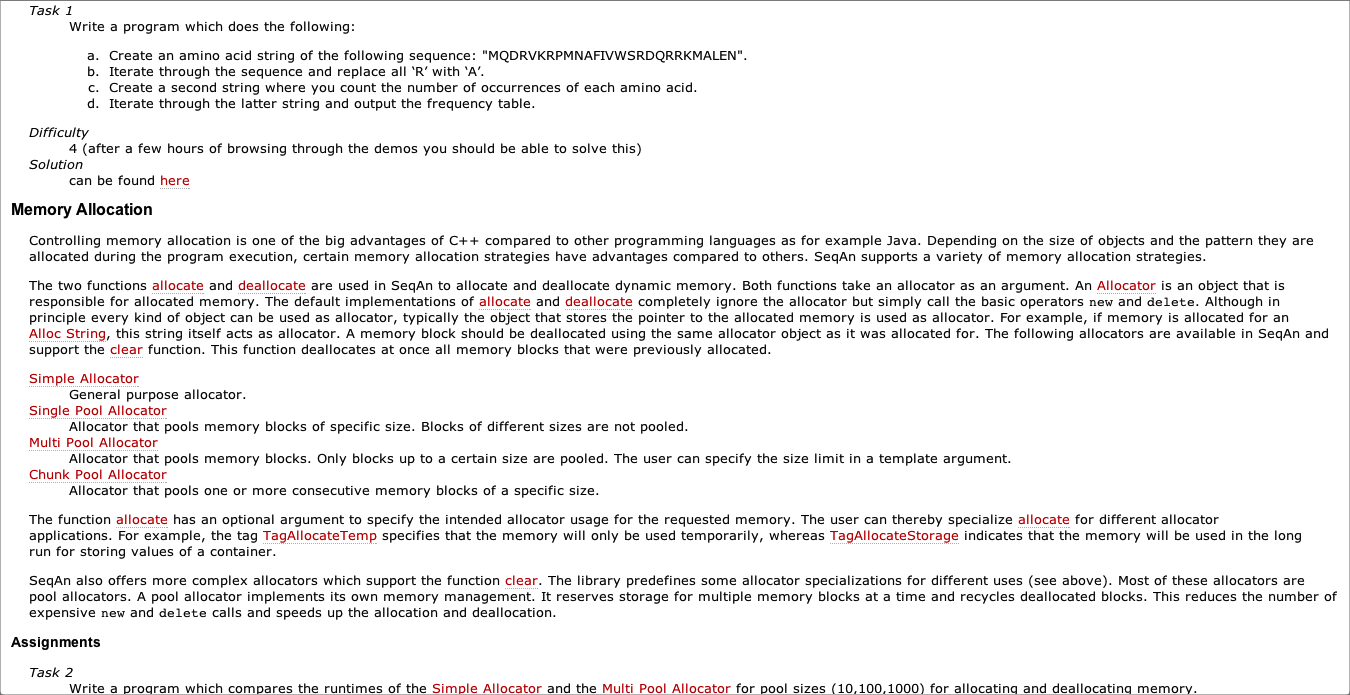 Task 1
Write a program which does the following:
a. Create an amino acid string of the following sequence: "MQDRVKRPMNAFIVWSRDQRRKMALEN".
b. Iterate through the sequence and replace all ‘R’ with ‘A’.
c. Create a second string where you count the number of occurrences of each amino acid.
d. Iterate through the latter string and output the frequency table.
Difficulty
4 (after a few hours of browsing through the demos you should be able to solve this)
Solution
can be found here
Memory Allocation
Controlling memory allocation is one of the big advantages of C++ compared to other programming languages as for example Java. Depending on the size of objects and the pattern they are
allocated during the program execution, certain memory allocation strategies have advantages compared to others. SeqAn supports a variety of memory allocation strategies.
The two functions allocate and deallocate are used in SeqAn to allocate and deallocate dynamic memory. Both functions take an allocator as an argument. An Allocator is an object that is
responsible for allocated memory. The default implementations of allocate and deallocate completely ignore the allocator but simply call the basic operators new and delete. Although in
principle every kind of object can be used as allocator, typically the object that stores the pointer to the allocated memory is used as allocator. For example, if memory is allocated for an
Alloc String, this string itself acts as allocator. A memory block should be deallocated using the same allocator object as it was allocated for. The following allocators are available in SeqAn and
support the clear function. This function deallocates at once all memory blocks that were previously allocated.
Simple Allocator
General purpose allocator.
Single Pool Allocator
Allocator that pools memory blocks of specific size. Blocks of different sizes are not pooled.
Multi Pool Allocator
Allocator that pools memory blocks. Only blocks up to a certain size are pooled. The user can specify the size limit in a template argument.
Chunk Pool Allocator
Allocator that pools one or more consecutive memory blocks of a specific size.
The function allocate has an optional argument to specify the intended allocator usage for the requested memory. The user can thereby specialize allocate for different allocator
applications. For example, the tag TagAllocateTemp specifies that the memory will only be used temporarily, whereas TagAllocateStorage indicates that the memory will be used in the long
run for storing values of a container.
SeqAn also offers more complex allocators which support the function clear. The library predefines some allocator specializations for different uses (see above). Most of these allocators are
pool allocators. A pool allocator implements its own memory management. It reserves storage for multiple memory blocks at a time and recycles deallocated blocks. This reduces the number of
expensive new and delete calls and speeds up the allocation and deallocation.
Assignments
Task 2
Write a program which compares the runtimes of the Simple Allocator and the Multi Pool Allocator for pool sizes (10,100,1000) for allocating and deallocating memory.